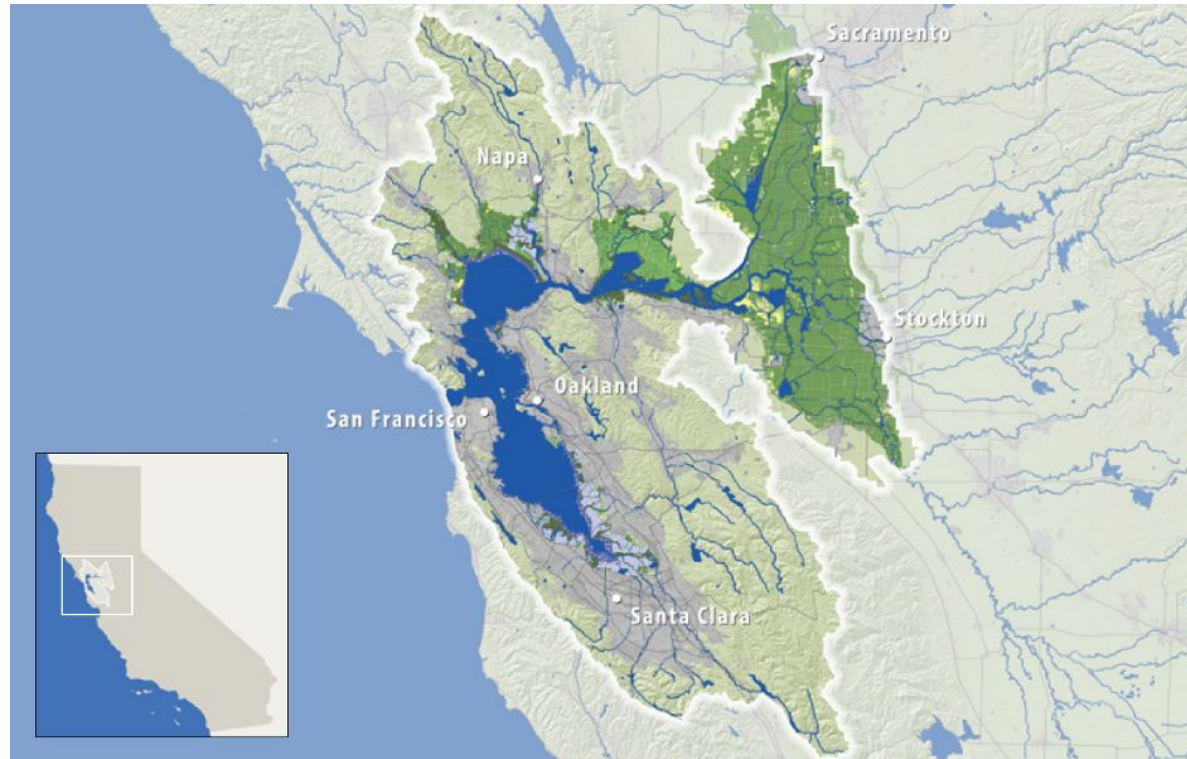 Sacramento
Napa
Stockton
Oakland
San Francisco
Santa Clara